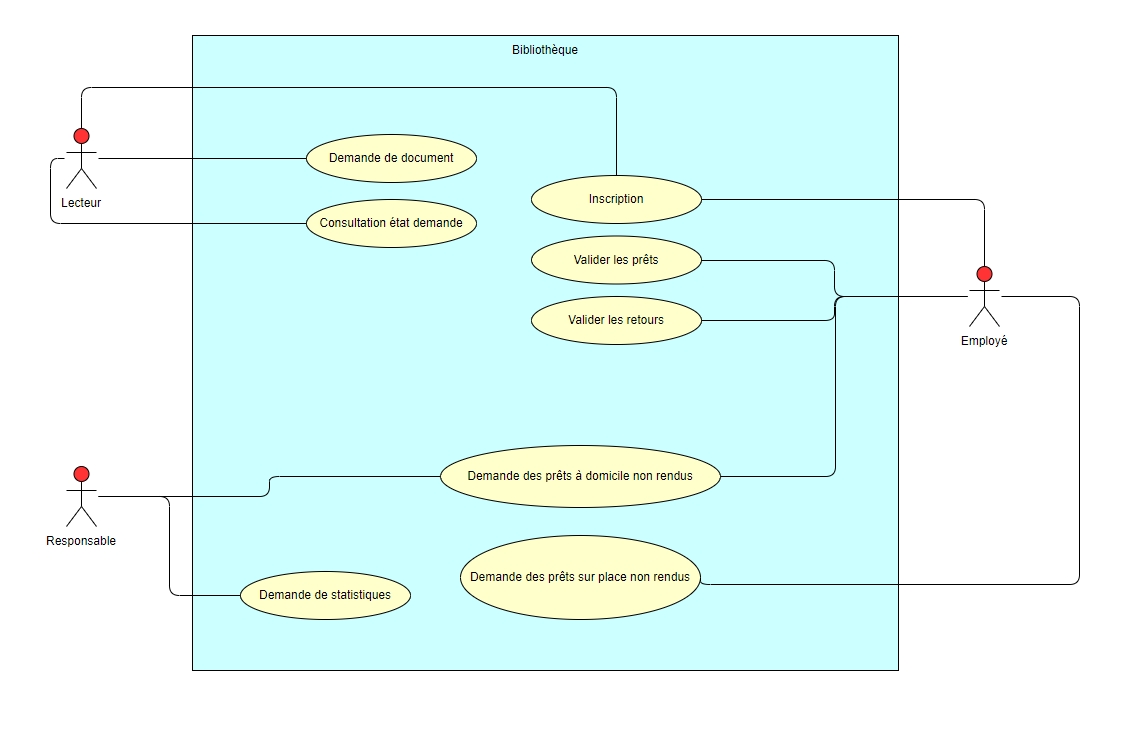 Bibliothèque
Demande de document
Inscription
Lecteur
Consultation état demande
Valider les prêts
Valider les retours
Employé
Demande des prêts à domicile non rendus
Responsable
Demande des prêts sur place non rendus
Demande de statistiques